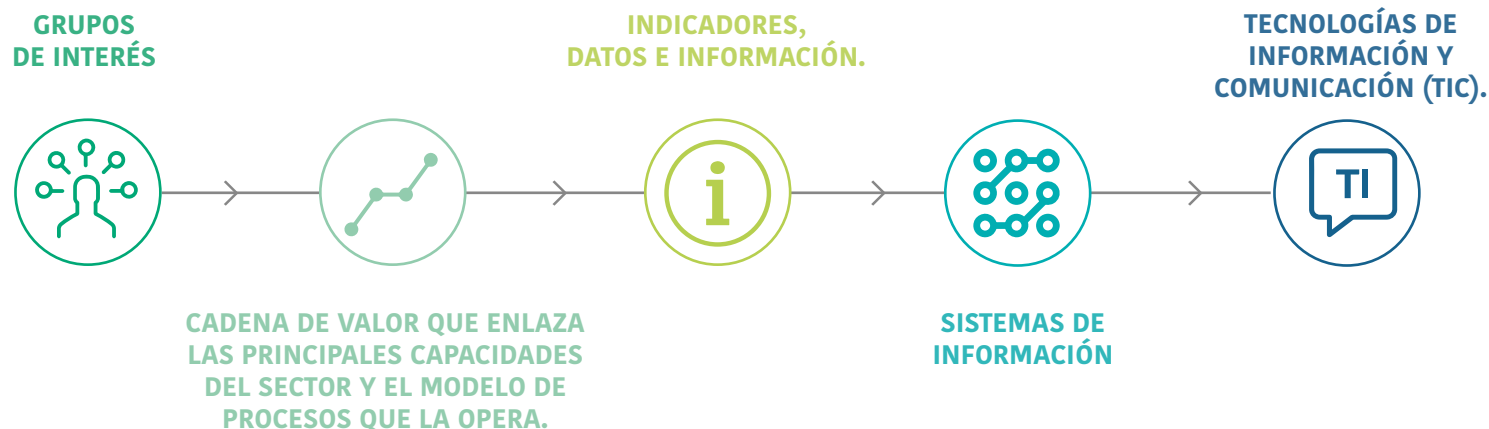 GRUPOS
DE INTERÉS
CADENA DE VALOR QUE ENLAZA
LAS PRINCIPALES CAPACIDADES
DEL SECTOR Y EL MODELO DE
PROCESOS QUE LA OPERA.
INDICADORES,
DATOS E INFORMACIÓN.
i
SISTEMAS DE
INFORMACIÓN
TECNOLOGÍAS DE
INFORMACIÓN Y
COMUNICACIÓN (TIC).
TI